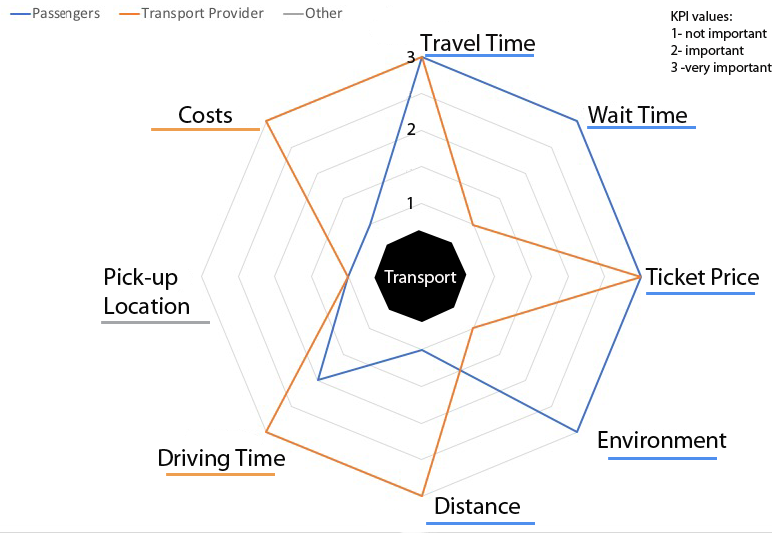 Passengers
Transport Provider
Other
KPI values:
1- not important
2- important
3 -very important
Travel Time
3
Costs
Wait Time
2
1
Transport
Pick-up
Location
Ticket Price
Driving Time
Environment
Distance